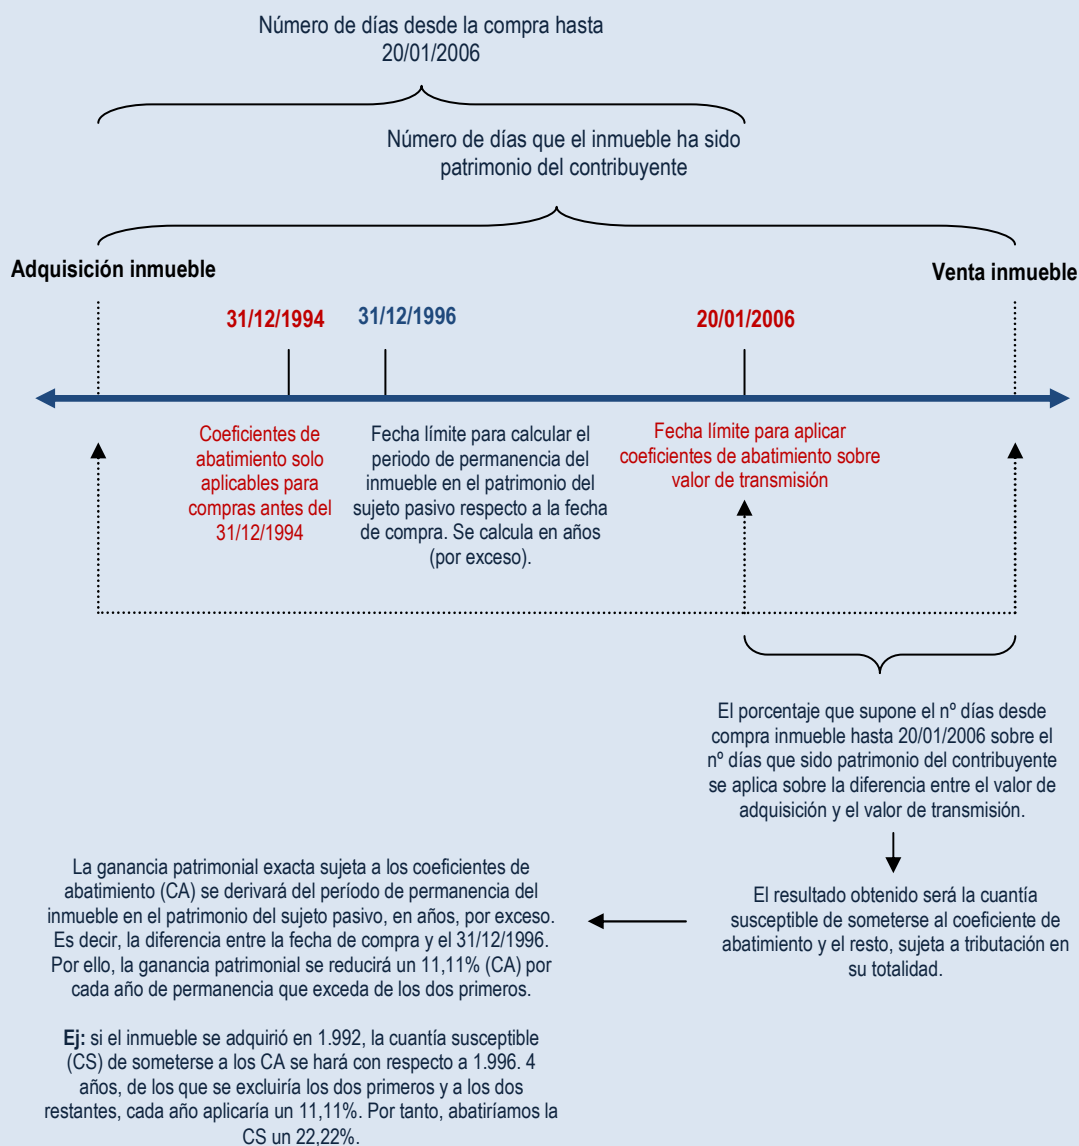 Número de días desde la compra hasta
20/01/2006
Número de días que el inmueble ha sido
patrimonio del contribuyente
Adquisición inmueble
Venta inmueble
31/12/1994
31/12/1996
20/01/2006
Coeficientes de
abatimiento solo
aplicables para
compras antes del
31/12/1994
Fecha límite para calcular el
periodo de permanencia del
inmueble en el patrimonio del
sujeto pasivo respecto a la fecha
de compra. Se calcula en años
(por exceso).
Fecha límite para aplicar
coeficientes de abatimiento sobre
valor de transmisión
El porcentaje que supone el nº días desde
compra inmueble hasta 20/01/2006 sobre el
nº días que sido patrimonio del contribuyente
se aplica sobre la diferencia entre el valor de
adquisición y el valor de transmisión.
El resultado obtenido será la cuantía
susceptible de someterse al coeficiente de
abatimiento y el resto, sujeta a tributación en
su totalidad.
La ganancia patrimonial exacta sujeta a los coeficientes de
abatimiento (CA) se derivará del período de permanencia del
inmueble en el patrimonio del sujeto pasivo, en años, por exceso.
Es decir, la diferencia entre la fecha de compra y el 31/12/1996.
Por ello, la ganancia patrimonial se reducirá un 11,11% (CA) por
cada año de permanencia que exceda de los dos primeros.
Ej: si el inmueble se adquirió en 1.992, la cuantía susceptible
(CS) de someterse a los CA se hará con respecto a 1.996. 4
años, de los que se excluiría los dos primeros y a los dos
restantes, cada año aplicaría un 11,11%. Por tanto, abatiríamos la
CS un 22,22%.